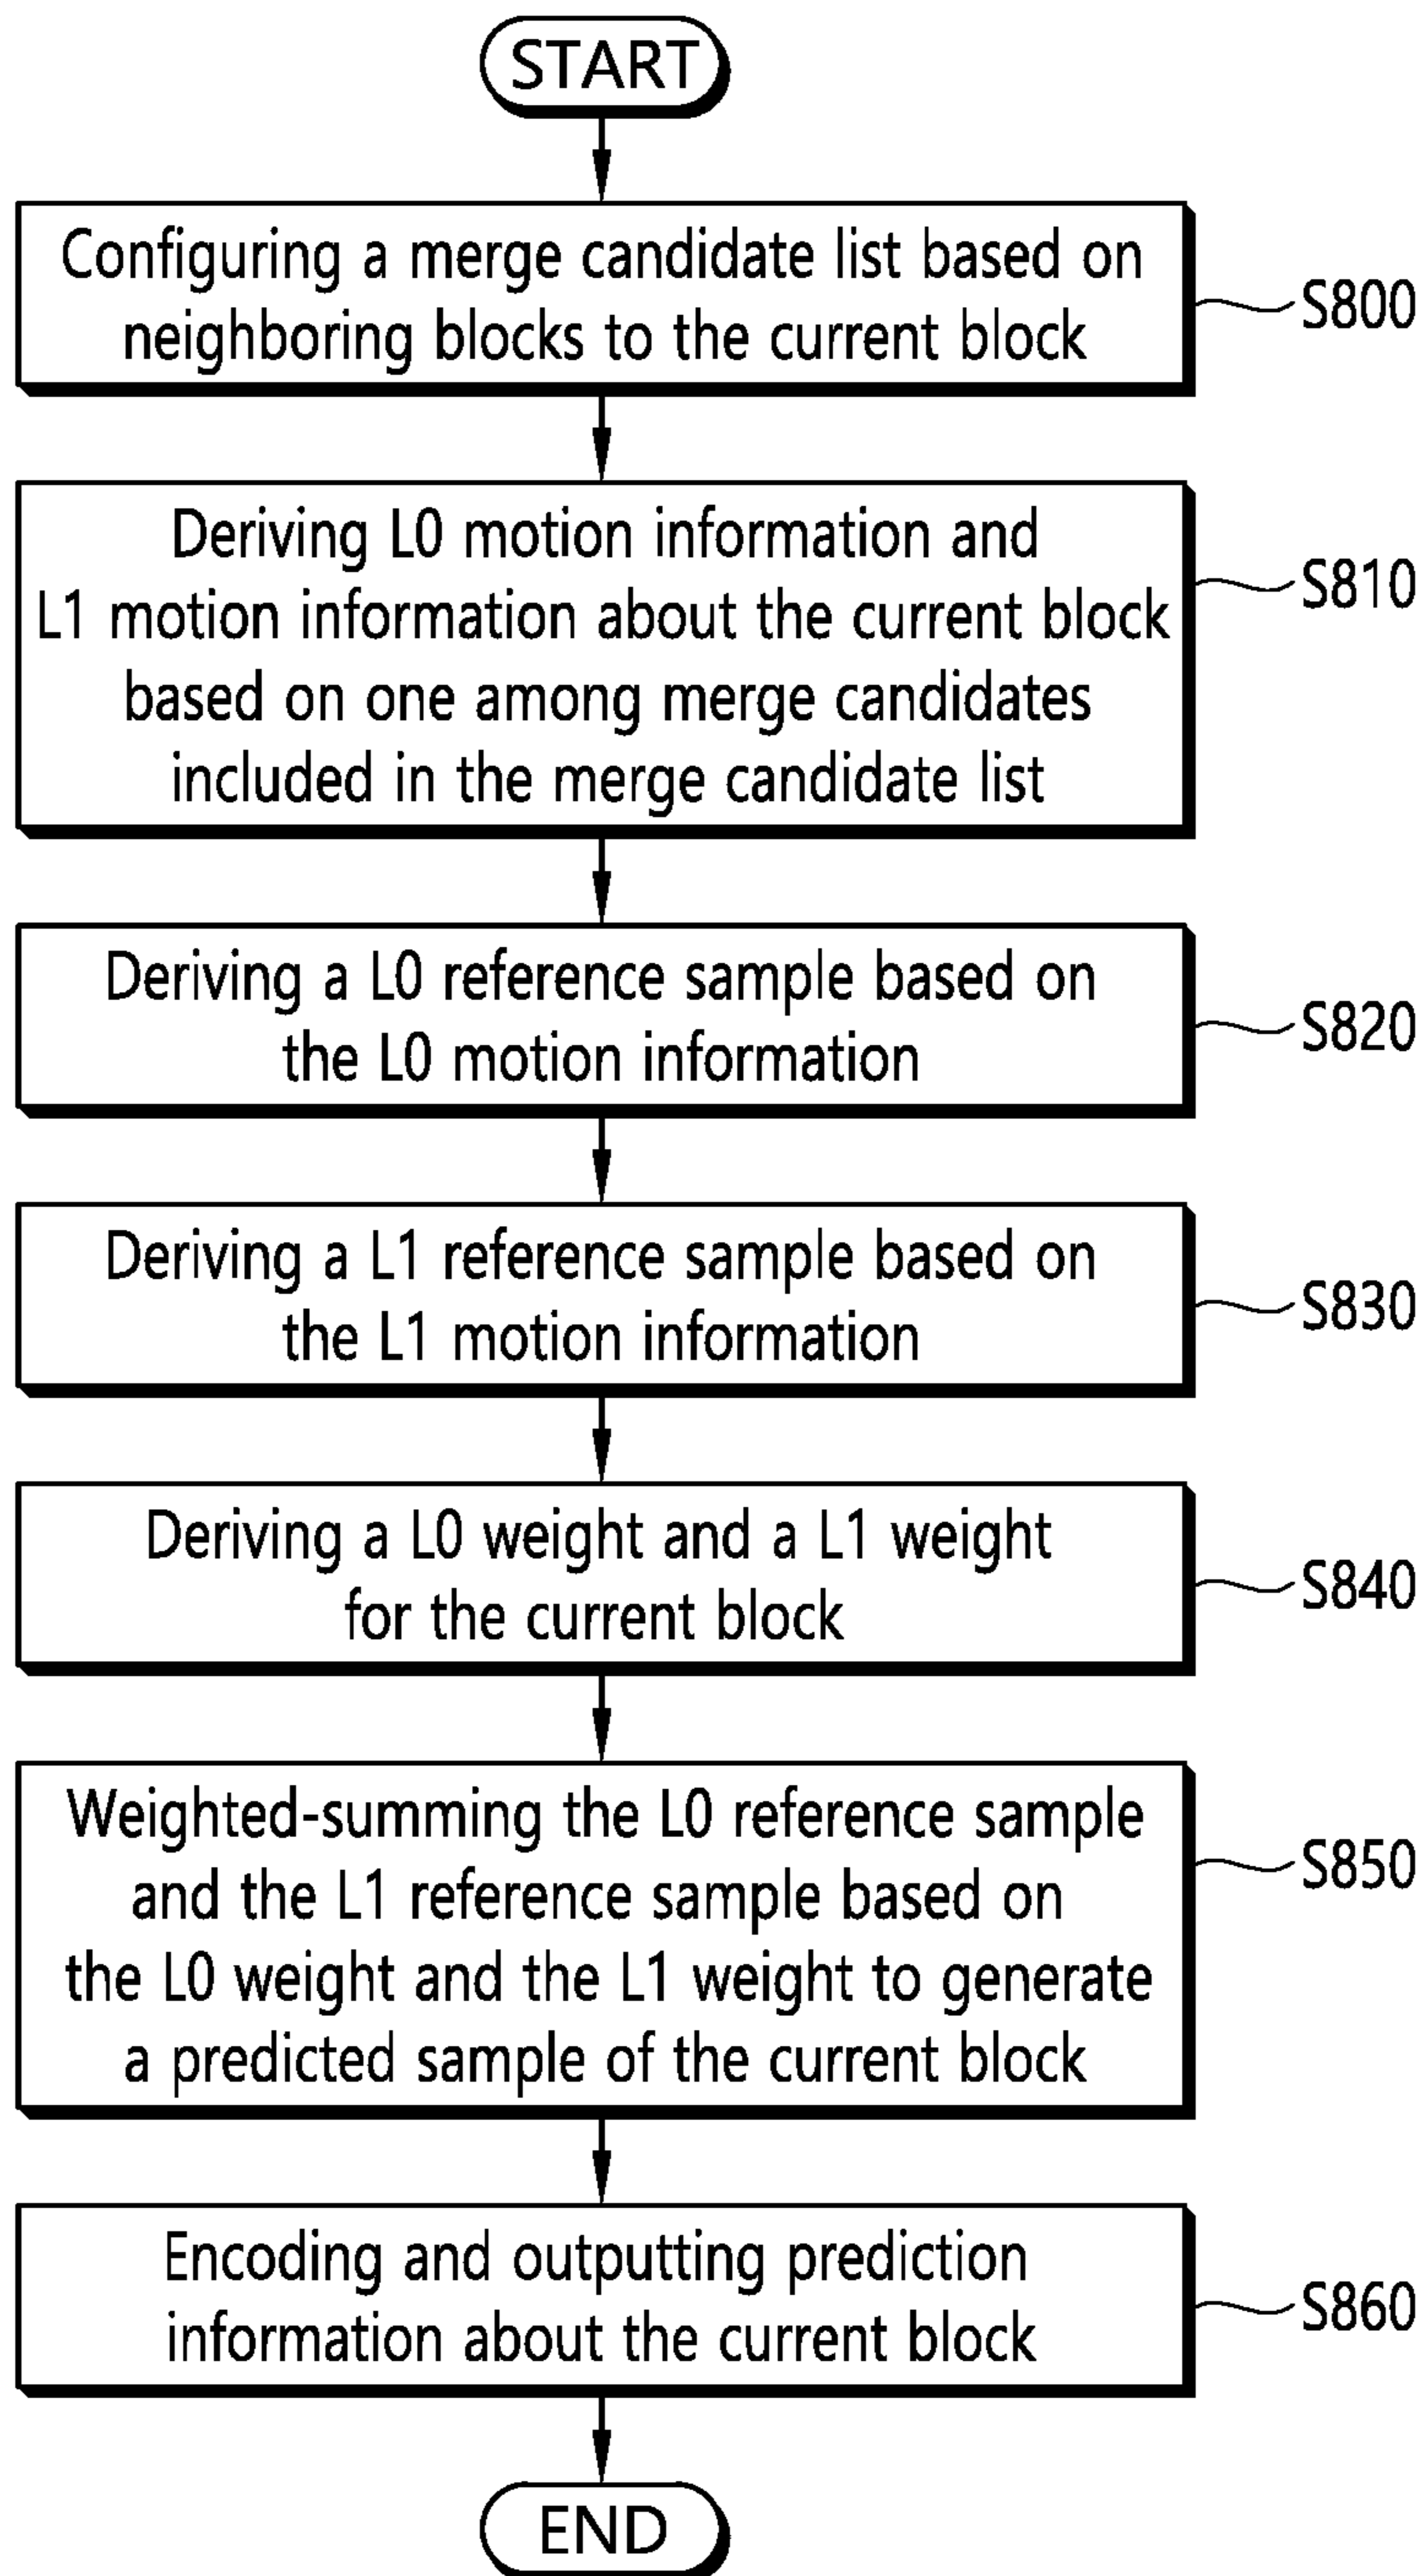 START
Configuring a merge candidate list based on
neighboring blocks to the current block
S800
Deriving L0 motion information and
L1 motion information about the current block
based on one among merge candidates
included in the merge candidate list
S810
Deriving a L0 reference sample based on
the L0 motion information
S820
Deriving a L1 reference sample based on
the L1 motion information
S830
Deriving a L0 weight and a L1 weight
for the current block
S840
Weighted-summing the L0 reference sample
and the L1 reference sample based on
the L0 weight and the L1 weight to generate
a predicted sample of the current block
S850
Encoding and outputting prediction
information about the current block
S860
END